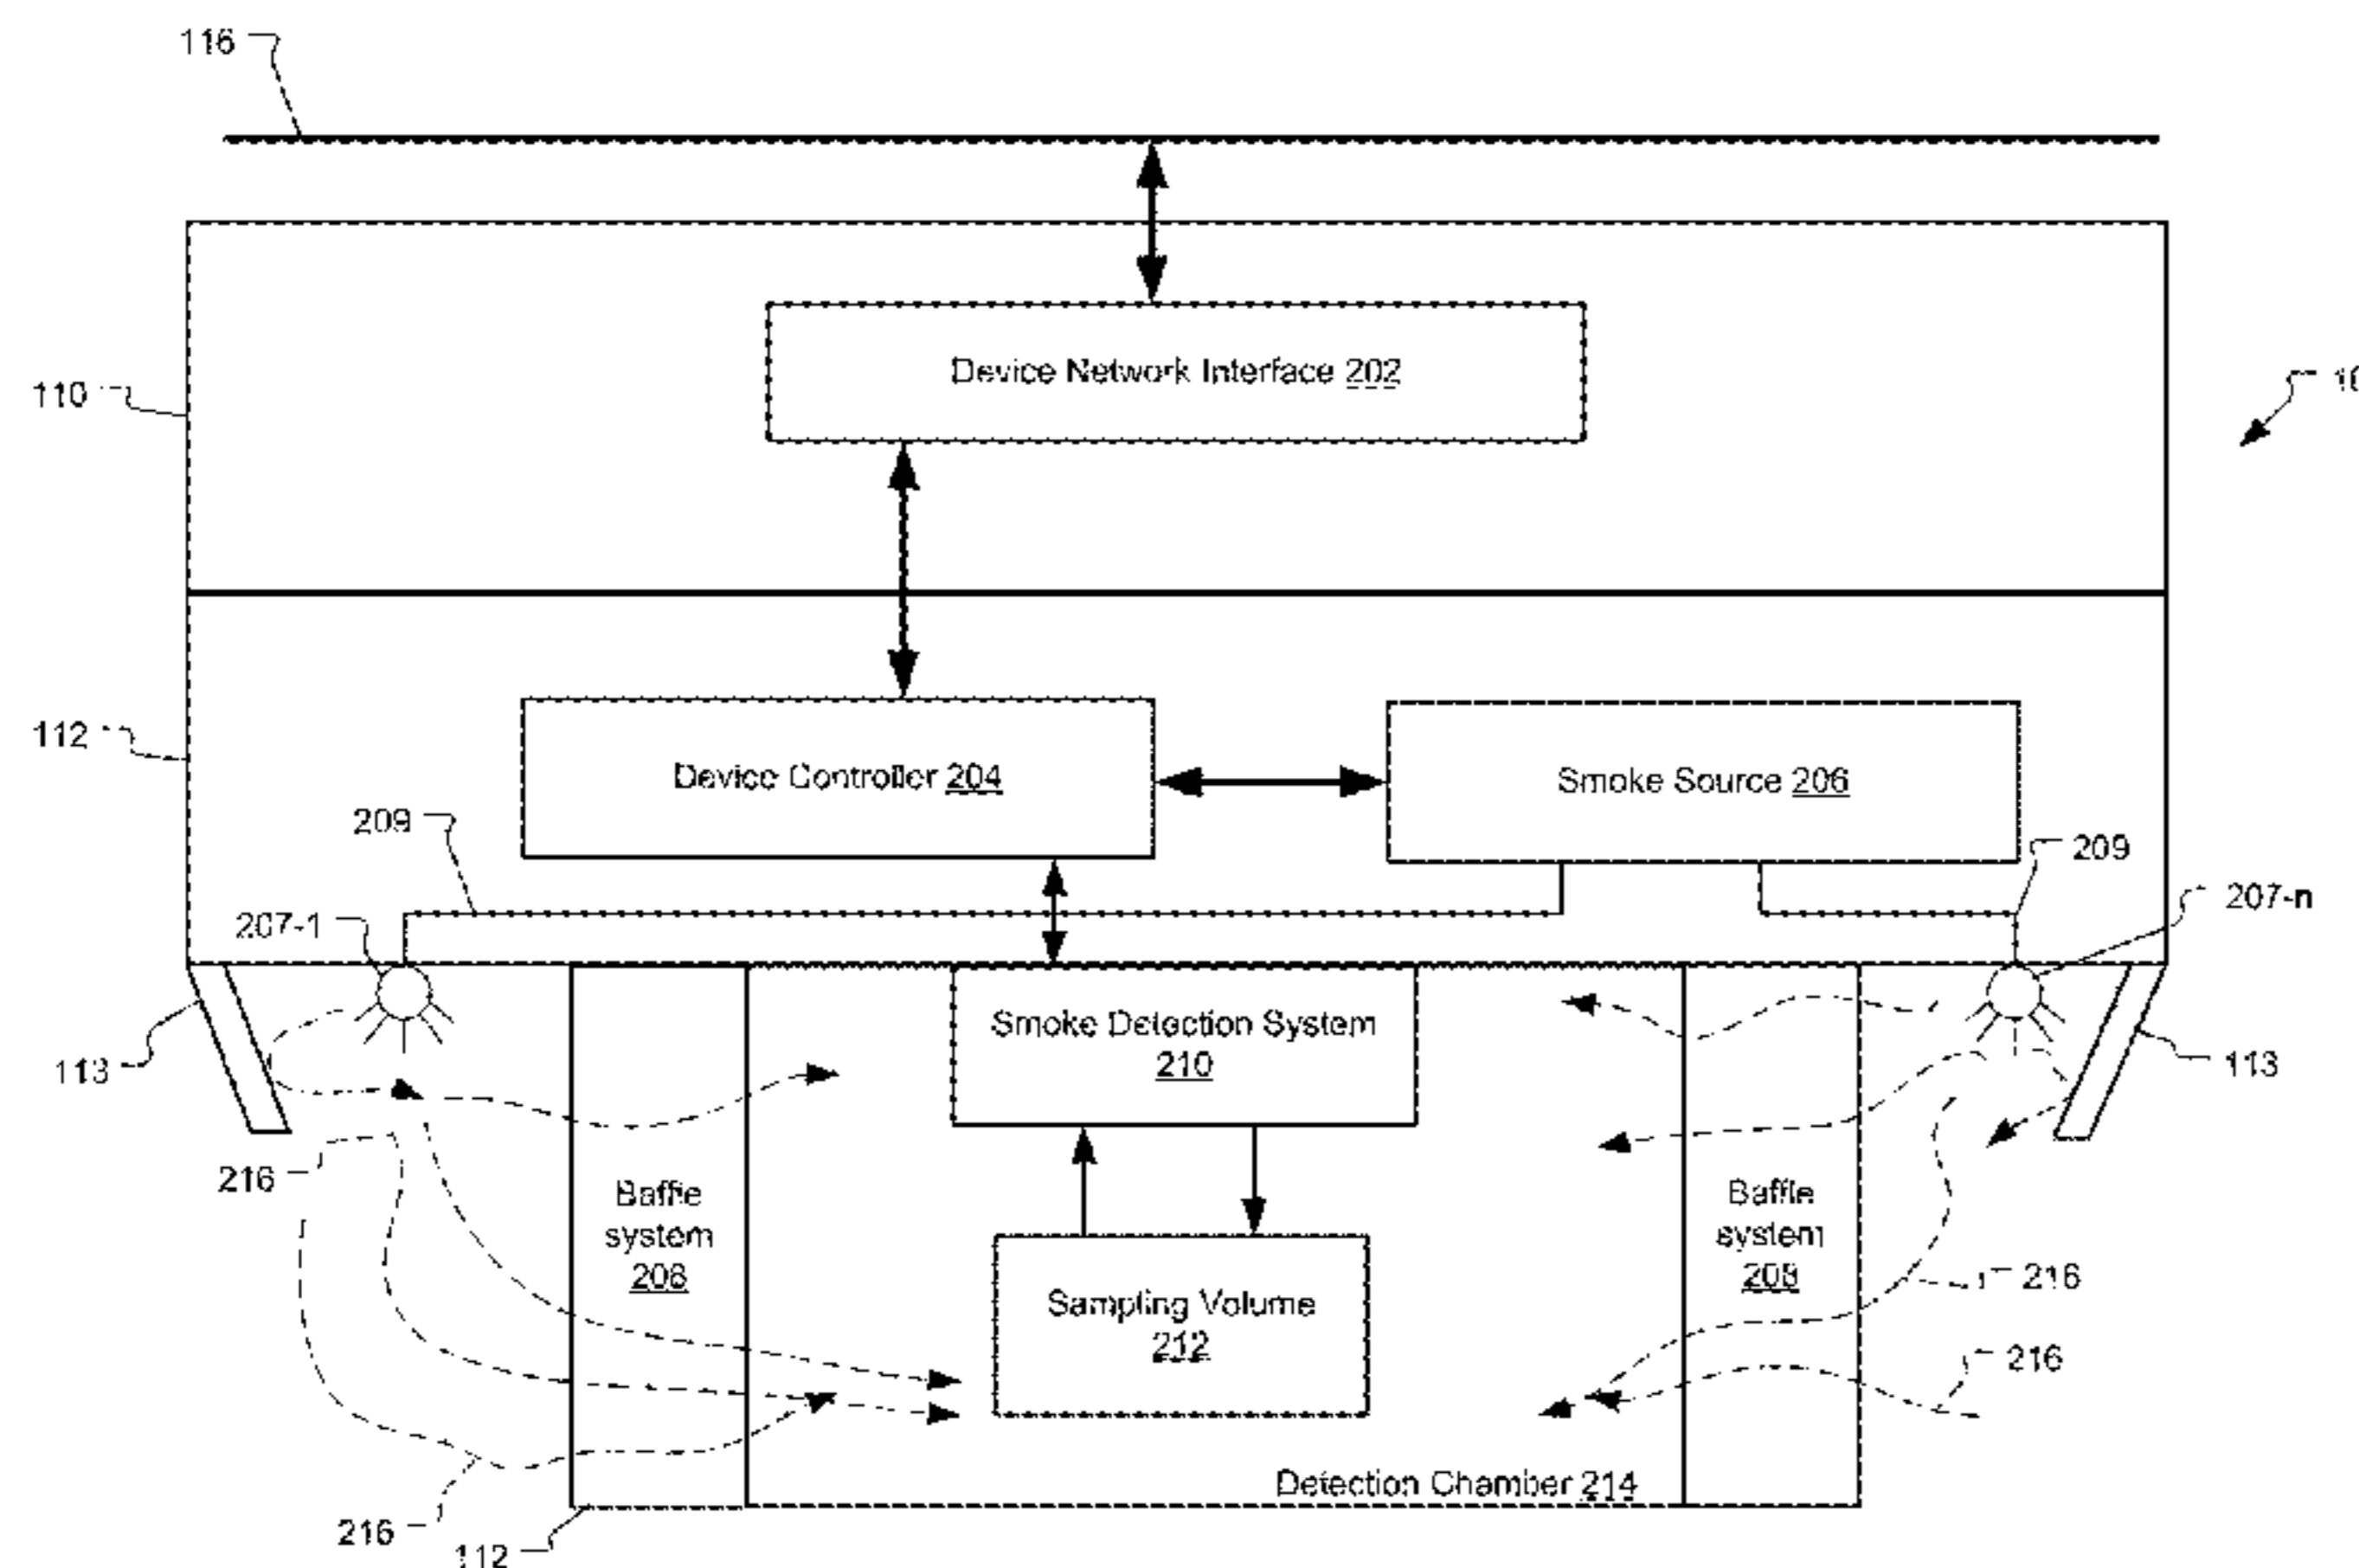 116
Device Network Interface 202
110
10
112
Device Controller 204
Smoke Source 206
209
209
207-1
207-n
Smoke Detection System
210
113
113
216
Baffle
system
208
Baffle
system
208
Sampling Volume
212
216
216
Detection Chamber 214
216
112